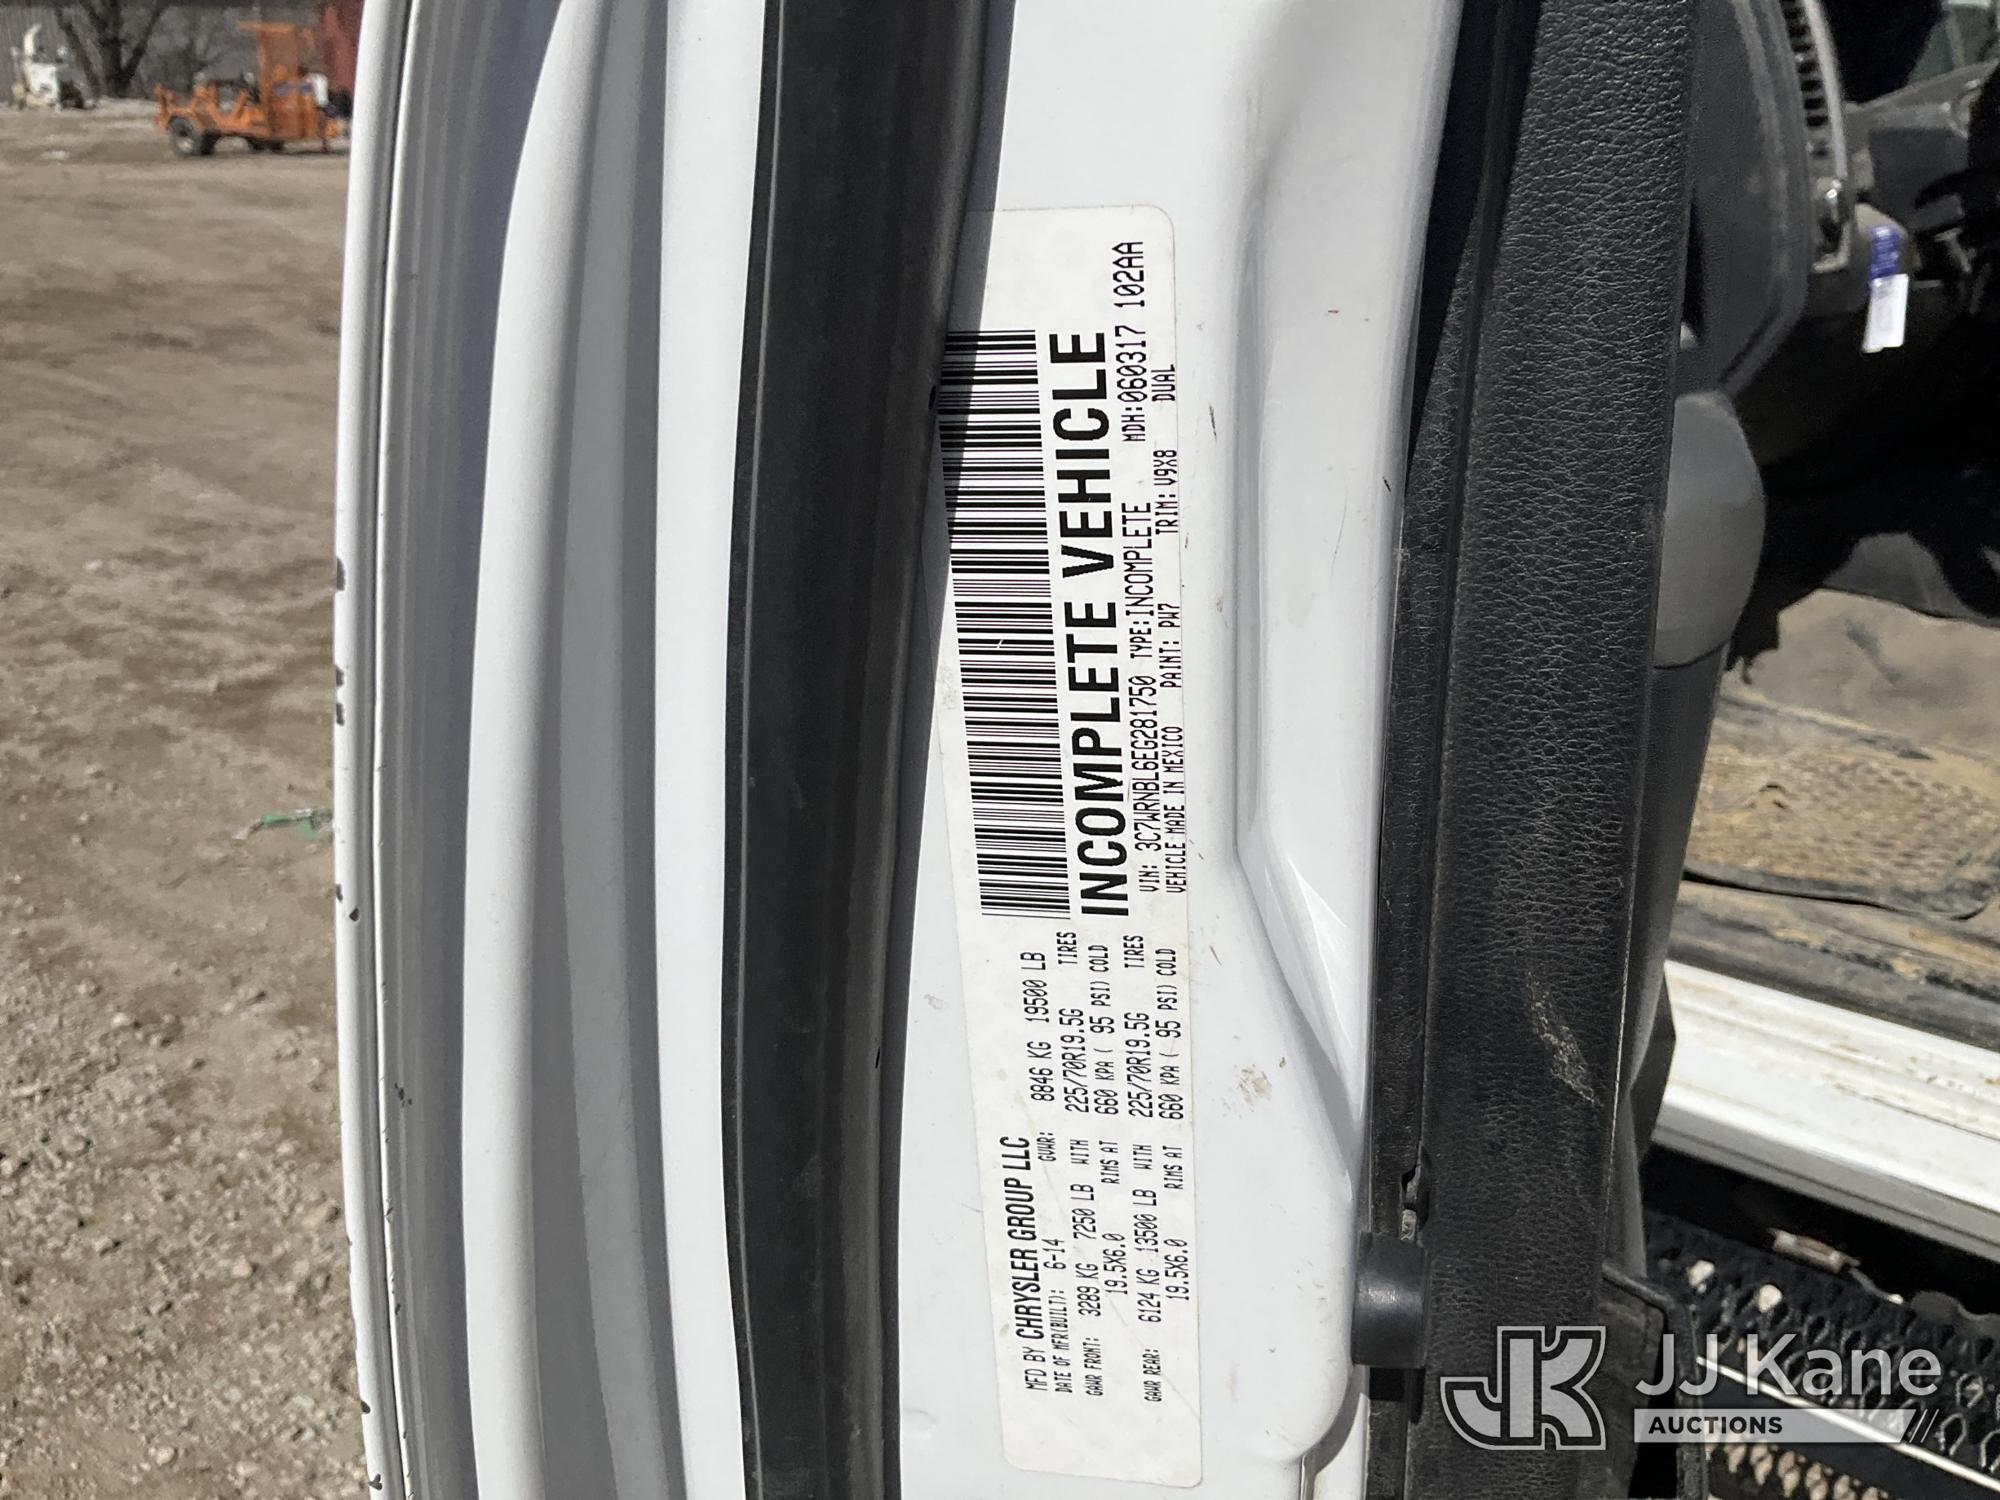 MFD BY CHRYSLER GROUP LLC
DATE OF MFR(BUILT): 6-14 GVWR: 8846 KG 19500 LB
GAWR FRONT: 3289 KG 7250 LB WITH 225/70R19.5G TIRES
19.5X6.0 RIMS AT 660 KPA ( 95 PSI) COLD
GAWR REAR: 6124 KG 13500 LB WITH 225/70R19.5G TIRES
19.5X6.0 RIMS AT 660 KPA ( 95 PSI) COLD
INCOMPLETE VEHICLE
VIN: 3C7WRNBL6EG281750 TYPE:INCOMPLETE MDH:060317 102AA
VEHICLE MADE IN MEXICO PAINT: PW7 TRIM: V9X8 DUAL
JK JJ Kane
AUCTIONS